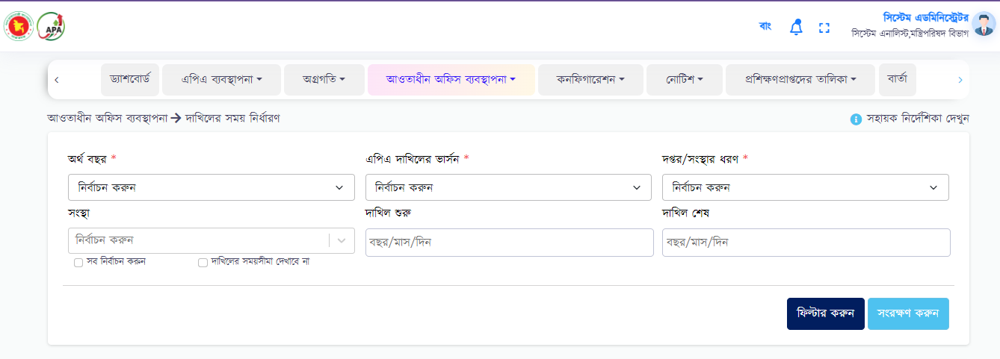 APA
বাং
সিস্টেম এডমিনিস্ট্রেটর
সিস্টেম এনালিস্ট,মন্ত্রিপরিষদ বিভাগ
ড্যাশবোর্ড এপিএ ব্যবস্থাপনা অগ্রগতি আওতাধীন অফিস ব্যবস্থাপনা কনফিগারেশন নোটিশ প্রশিক্ষণপ্রাপ্তদের তালিকা বার্তা
আওতাধীন অফিস ব্যবস্থাপনা → দাখিলের সময় নির্ধারণ সহায়ক নির্দেশিকা দেখুন
অর্থ বছর * এপিএ দাখিলের ভার্সন * দপ্তর/সংস্থার ধরণ *
নির্বাচন করুন নির্বাচন করুন নির্বাচন করুন
সংস্থা দাখিল শুরু দাখিল শেষ
নির্বাচন করুন বছর/মাস/দিন বছর/মাস/দিন
সব নির্বাচন করুন দাখিলের সময়সীমা দেখাবে না
ফিল্টার করুন সংরক্ষণ করুন